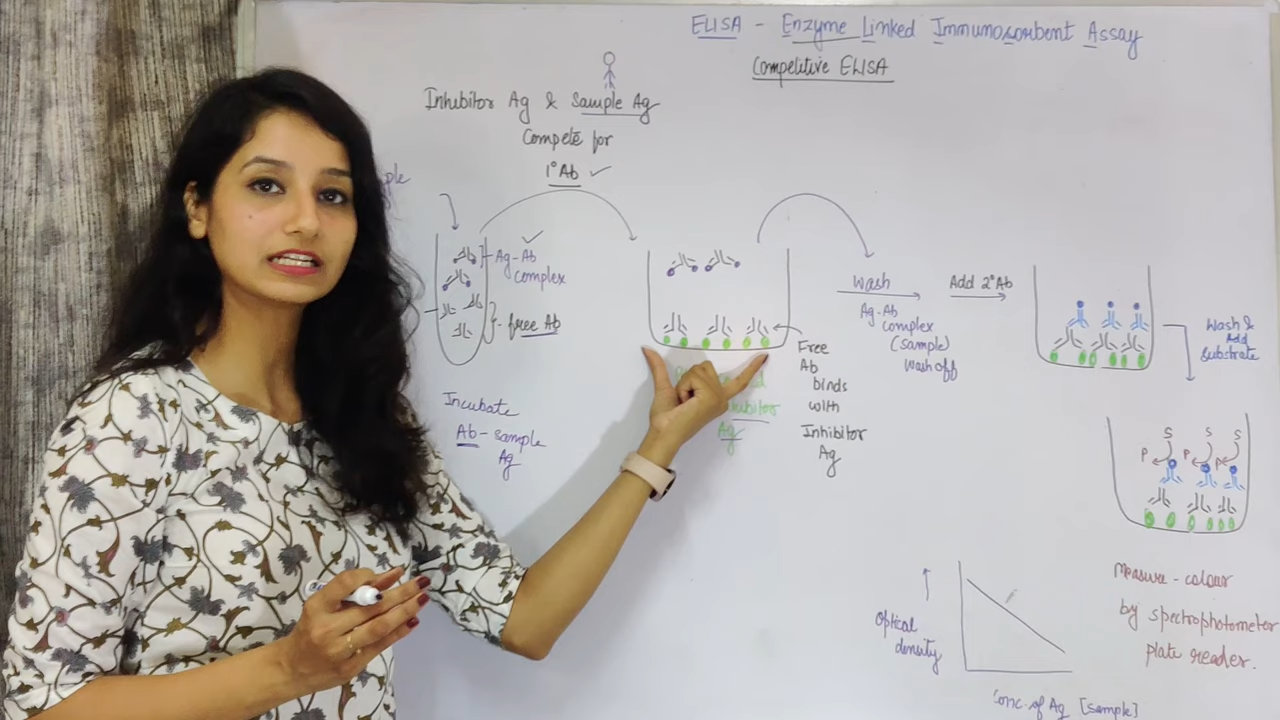 ELISA - Enzyme Linked Immunosorbent Assay
Competitive ELISA
Inhibitor Ag & Sample Ag
Compete for
1° Ab ✓
Ag-Ab
complex
free Ab
Incubate
Ab - sample
Ag
Ag
Free
Ab
binds
with
Inhibitor
Ag
Wash
Ag-Ab
complex
(sample)
wash off
Add 2° Ab
Wash &
Add
Substrate
S S S
P P P
Measure - colour
by spectrophotometer
plate reader.
Optical
density
Conc. of Ag [sample]